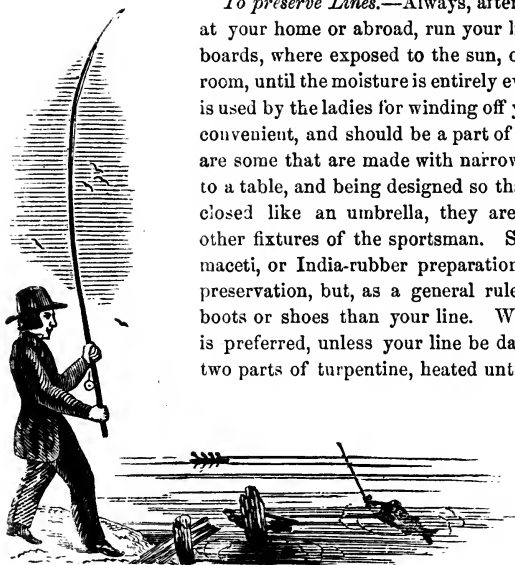 To preserve Lines.—Always, after
at your home or abroad, run your l
boards, where exposed to the sun, o
room, until the moisture is entirely ev
is used by the ladies for winding off y
convenient, and should be a part of
are some that are made with narrow
to a table, and being designed so tha
closed like an umbrella, they are
other fixtures of the sportsman. S
maceti, or India-rubber preparation
preservation, but, as a general rule
boots or shoes than your line. W
is preferred, unless your line be da
two parts of turpentine, heated unt